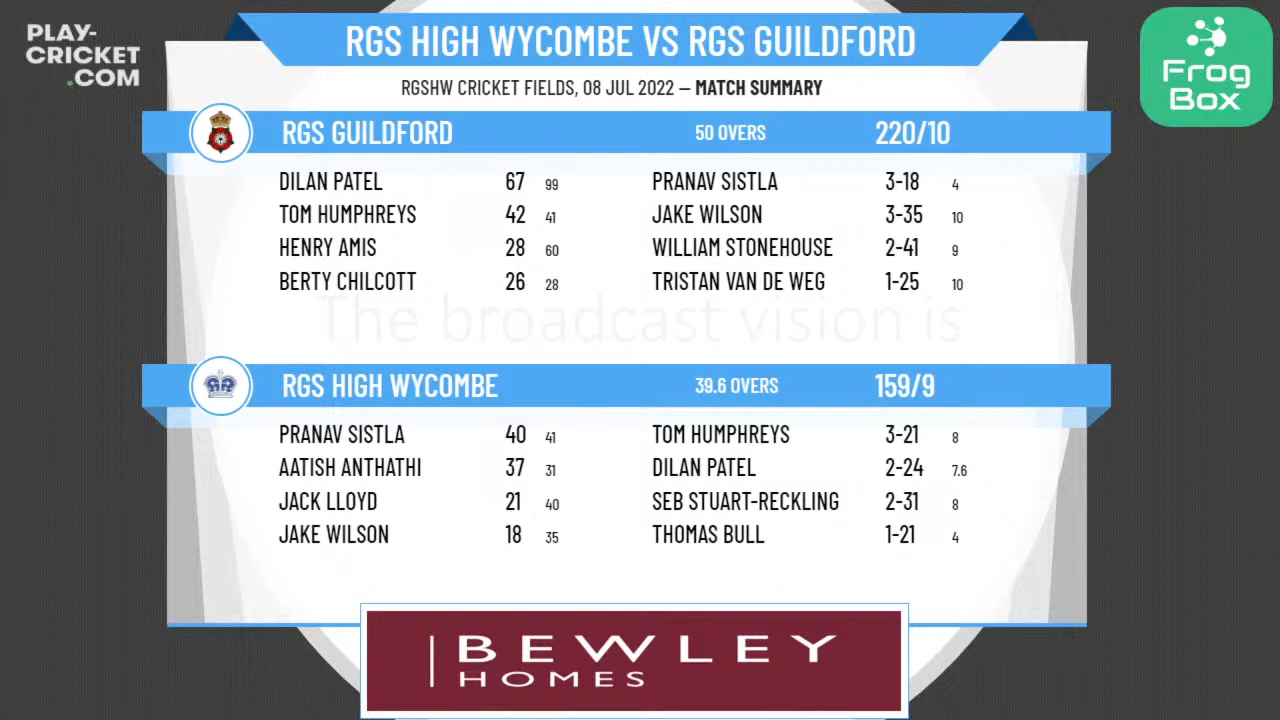 PLAY-
CRICKET
.COM
RGS HIGH WYCOMBE VS RGS GUILDFORD
Frog
Box
RGSHW CRICKET FIELDS, 08 JUL 2022 – MATCH SUMMARY
RGS GUILDFORD 50 OVERS 220/10
DILAN PATEL 67 99 PRANAV SISTLA 3-18 4
TOM HUMPHREYS 42 41 JAKE WILSON 3-35 10
HENRY AMIS 28 60 WILLIAM STONEHOUSE 2-41 9
BERTY CHILCOTT 26 28 TRISTAN VAN DE WEG 1-25 10
The broadcast vision is
RGS HIGH WYCOMBE 39.6 OVERS 159/9
PRANAV SISTLA 40 41 TOM HUMPHREYS 3-21 8
AATISH ANTHATHI 37 31 DILAN PATEL 2-24 7.6
JACK LLOYD 21 40 SEB STUART-RECKLING 2-31 8
JAKE WILSON 18 35 THOMAS BULL 1-21 4
BEWLEY
HOMES